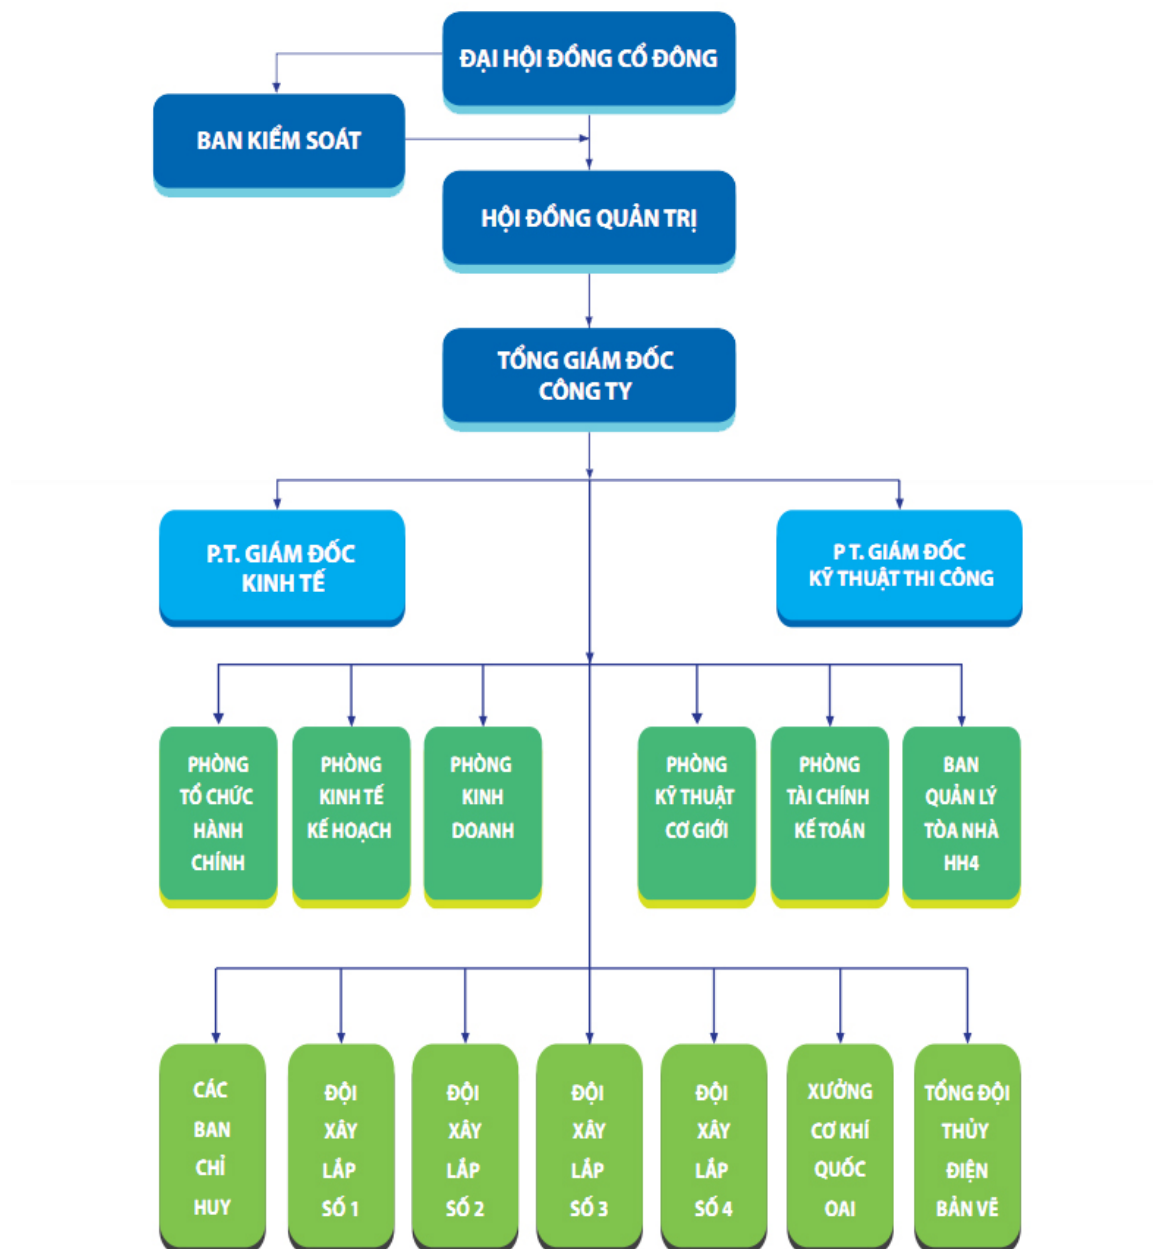 ĐẠI HỘI ĐỒNG CỔ ĐÔNG
BAN KIỂM SOÁT
HỘI ĐỒNG QUẢN TRỊ
TỔNG GIÁM ĐỐC
CÔNG TY
P.T. GIÁM ĐỐC
KINH TẾ
P T. GIÁM ĐỐC
KỸ THUẬT THI CÔNG
PHÒNG
TỔ CHỨC
HÀNH
CHÍNH
PHÒNG
KINH TẾ
KẾ HOẠCH
PHÒNG
KINH
DOANH
PHÒNG
KỸ THUẬT
CƠ GIỚI
PHÒNG
TÀI CHÍNH
KẾ TOÁN
BAN
QUẢN LÝ
TÒA NHÀ
HH4
CÁC
BAN
CHỈ
HUY
ĐỘI
XÂY
LẮP
SỐ 1
ĐỘI
XÂY
LẮP
SỐ 2
ĐỘI
XÂY
LẮP
SỐ 3
ĐỘI
XÂY
LẮP
SỐ 4
XƯỞNG
CƠ KHÍ
QUỐC
OAI
TỔNG ĐỘI
THỦY
ĐIỆN
BẢN VẼ